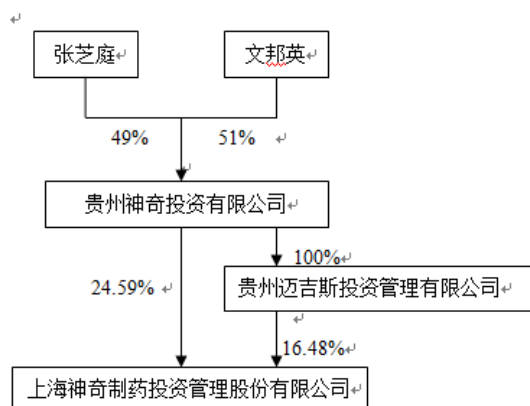 张芝庭
文邦英
49%
51%
贵州神奇投资有限公司
100%
24.59%
贵州迈吉斯投资管理有限公司
16.48%
上海神奇制药投资管理股份有限公司